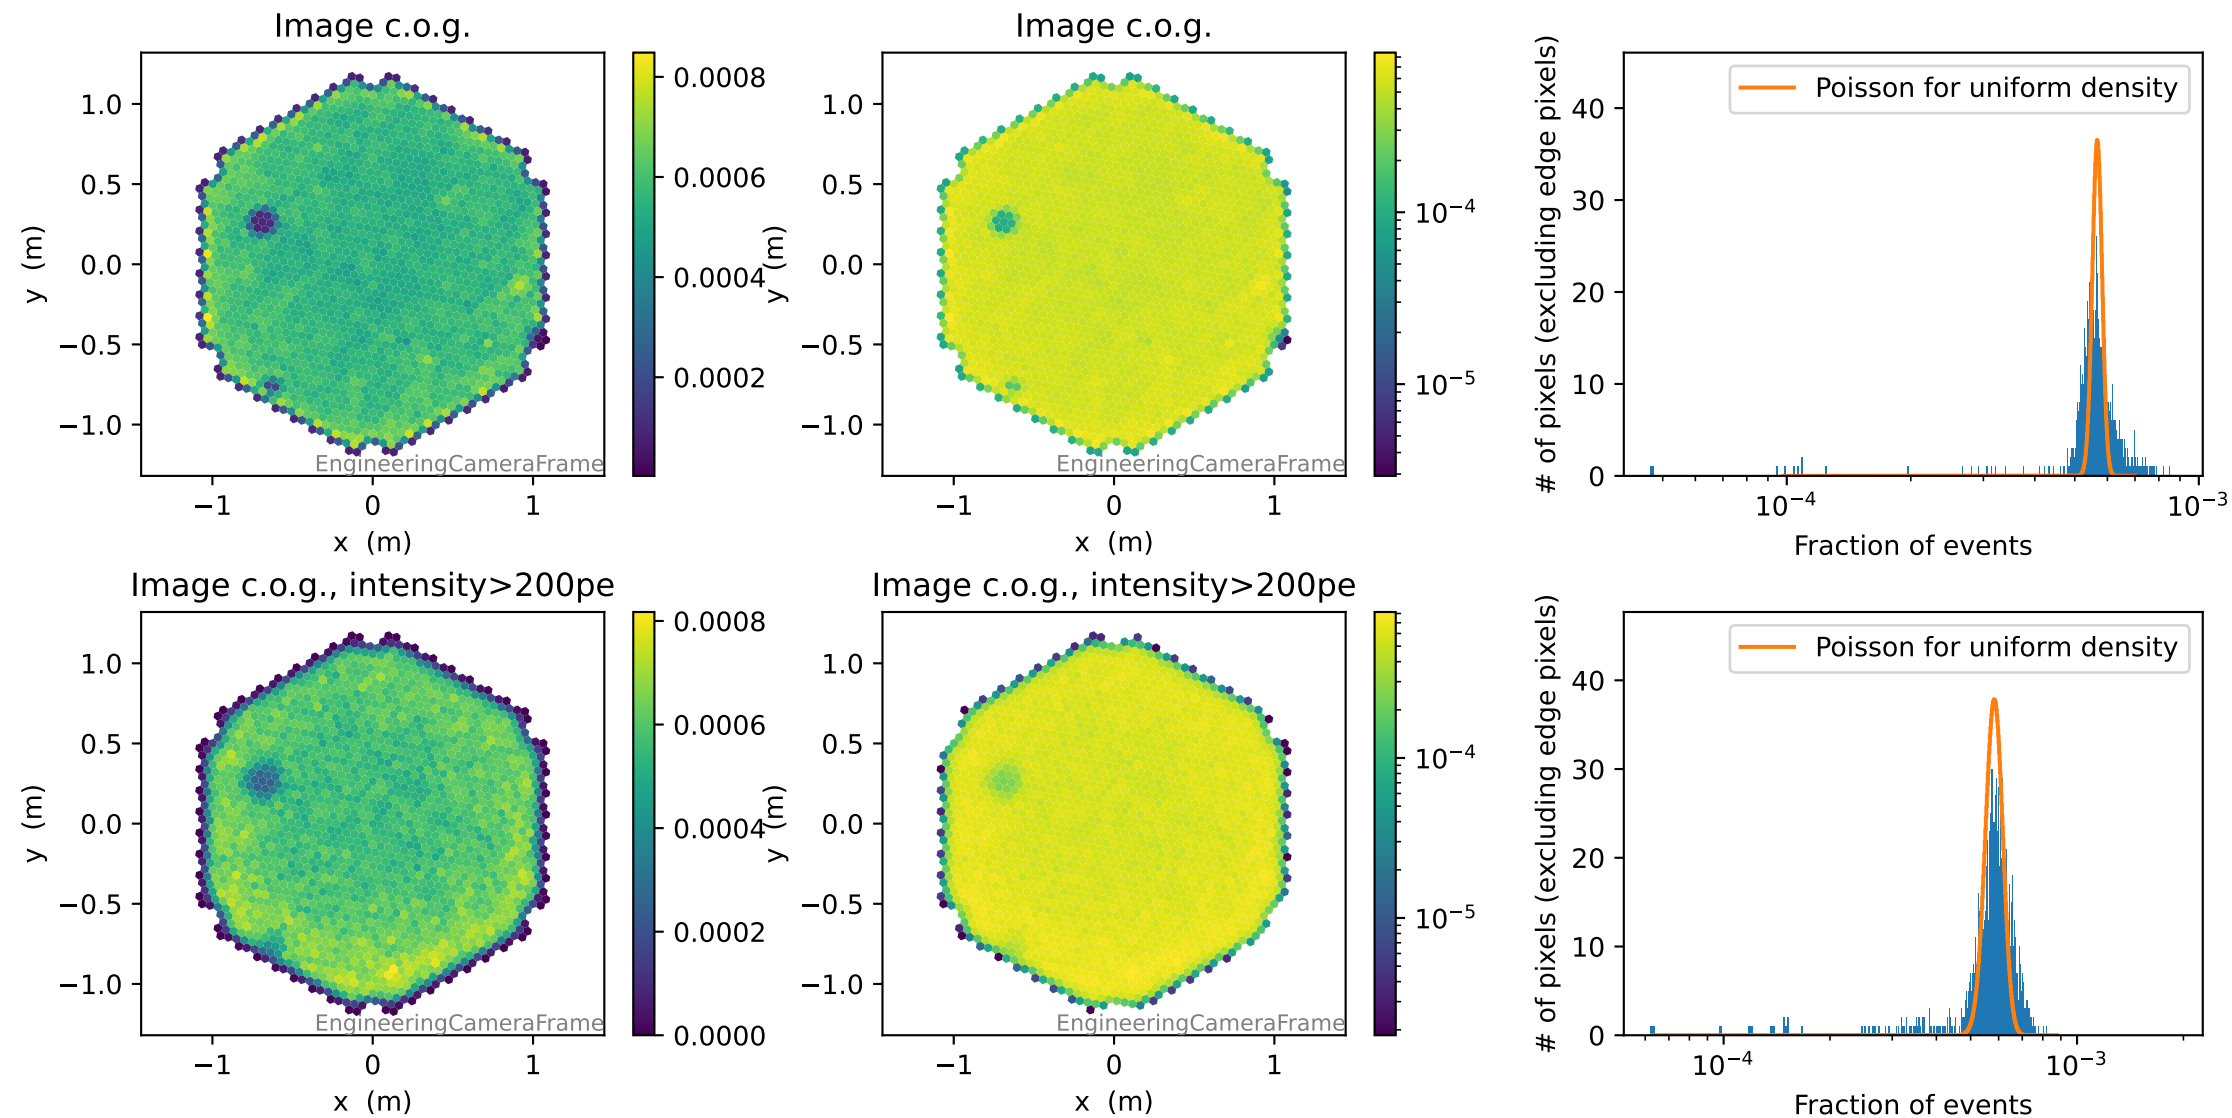 Image c.o.g.
1.0
0.5
0.0
−0.5
−1.0
y (m)
−1
0
1
x (m)
EngineeringCameraFrame
0.0008
0.0006
0.0004
0.0002
Image c.o.g.
1.0
0.5
0.0
−0.5
−1.0
y (m)
−1
0
1
x (m)
EngineeringCameraFrame
10⁻⁴
10⁻⁵
Poisson for uniform density
# of pixels (excluding edge pixels)
40
30
20
10
0
10⁻⁴
10⁻³
Fraction of events
Image c.o.g., intensity>200pe
1.0
0.5
0.0
−0.5
−1.0
y (m)
−1
0
1
x (m)
EngineeringCameraFrame
0.0008
0.0006
0.0004
0.0002
0.0000
Image c.o.g., intensity>200pe
1.0
0.5
0.0
−0.5
−1.0
y (m)
−1
0
1
x (m)
EngineeringCameraFrame
10⁻⁴
10⁻⁵
Poisson for uniform density
# of pixels (excluding edge pixels)
40
30
20
10
0
10⁻⁴
10⁻³
Fraction of events